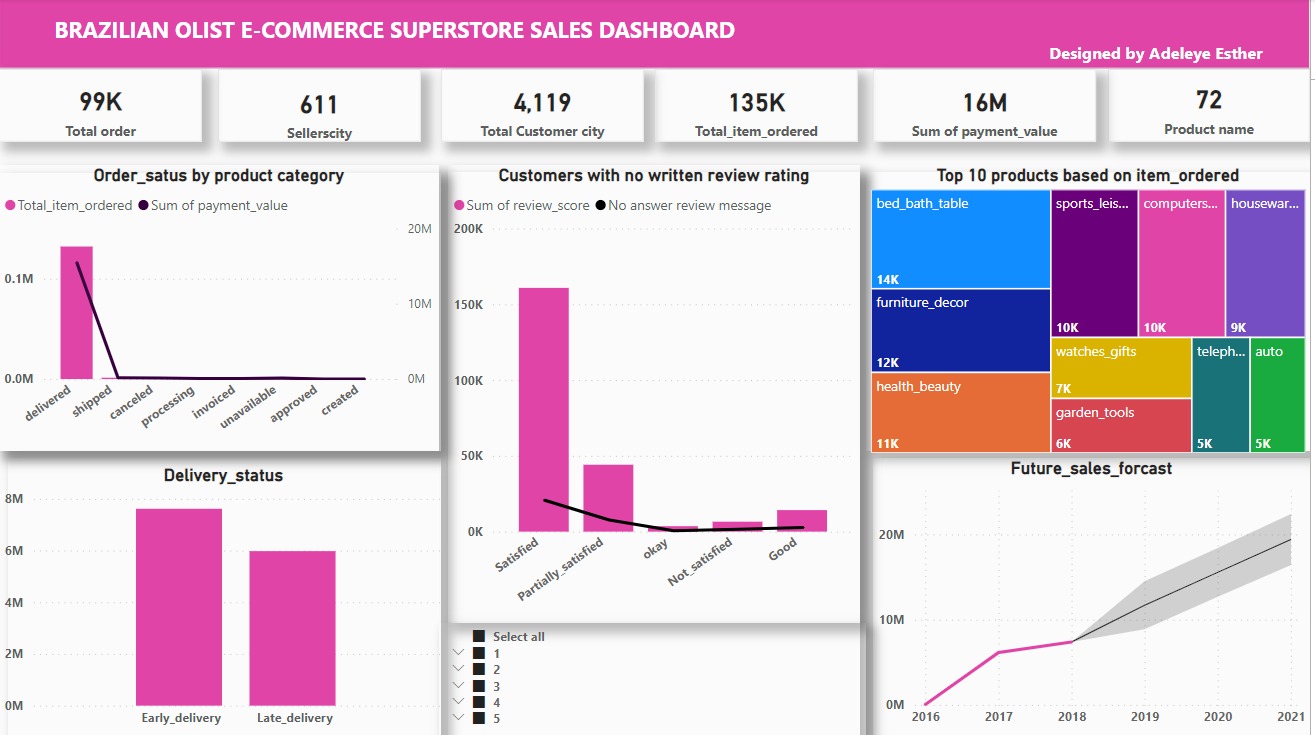 BRAZILIAN OLIST E-COMMERCE SUPERSTORE SALES DASHBOARD
Designed by Adeleye Esther
99K
Total order
611
Sellerscity
4,119
Total Customer city
135K
Total_item_ordered
16M
Sum of payment_value
72
Product name
Order_satus by product category
Total_item_ordered Sum of payment_value
20M
0.1M
10M
0.0M
0M
delivered
shipped
canceled
processing
invoiced
unavailable
approved
created
Customers with no written review rating
Sum of review_score No answer review message
200K
150K
100K
50K
0K
Satisfied
Partially_satisfied
okay
Not_satisfied
Good
Top 10 products based on item_ordered
bed_bath_table
14K
furniture_decor
12K
health_beauty
11K
sports_leis...
10K
computers...
10K
housewar...
9K
watches_gifts
7K
garden_tools
6K
teleph...
5K
auto
5K
Delivery_status
8M
6M
4M
2M
0M
Early_delivery
Late_delivery
Select all
1
2
3
4
5
Future_sales_forcast
20M
10M
0M
2016 2017 2018 2019 2020 2021